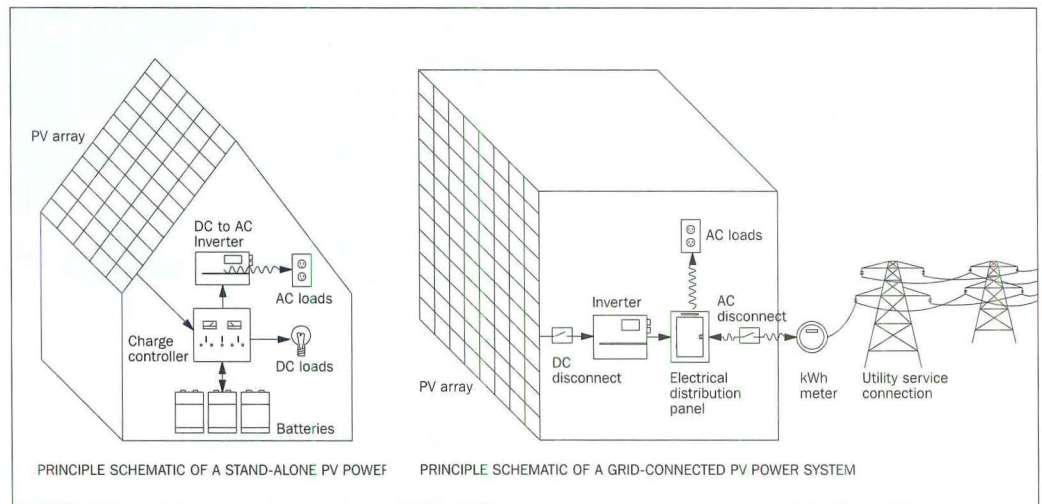 PV array
DC to AC
Inverter
AC loads
Charge
controller
DC loads
Batteries
PRINCIPLE SCHEMATIC OF A STAND-ALONE PV POWER
PV array
DC
disconnect
Inverter
AC loads
AC
disconnect
Electrical
distribution
panel
kWh
meter
Utility service
connection
PRINCIPLE SCHEMATIC OF A GRID-CONNECTED PV POWER SYSTEM